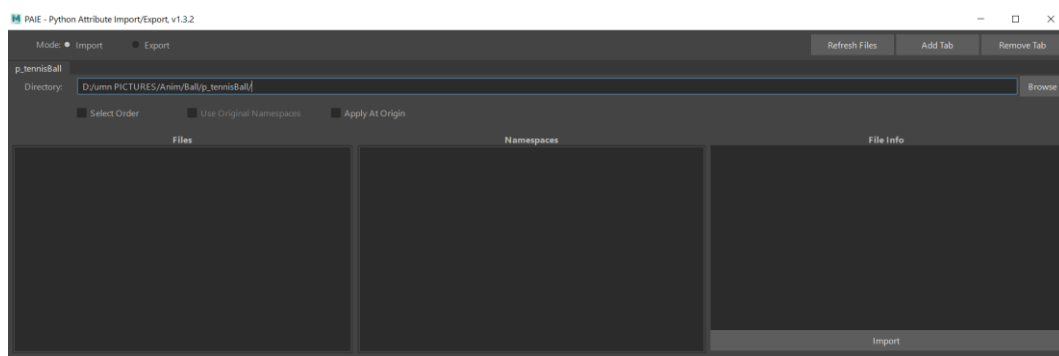 PAIE - Python Attribute Import/Export, v1.3.2
Mode: Import Export Refresh Files Add Tab Remove Tab
p_tennisBall
Directory: D:/umn PICTURES/Anim/Ball/p_tennisBall/ Browse
Select Order Use Original Namespaces Apply At Origin
Files Namespaces File Info
Import